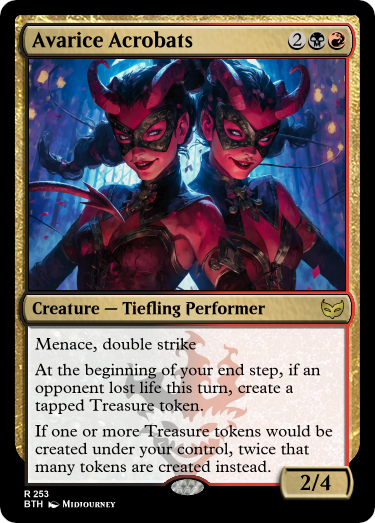 Avarice Acrobats 2
Creature — Tiefling Performer
Menace, double strike
At the beginning of your end step, if an
opponent lost life this turn, create a
tapped Treasure token.
If one or more Treasure tokens would be
created under your control, twice that
many tokens are created instead.
2/4
R 253
BTH Midjourney